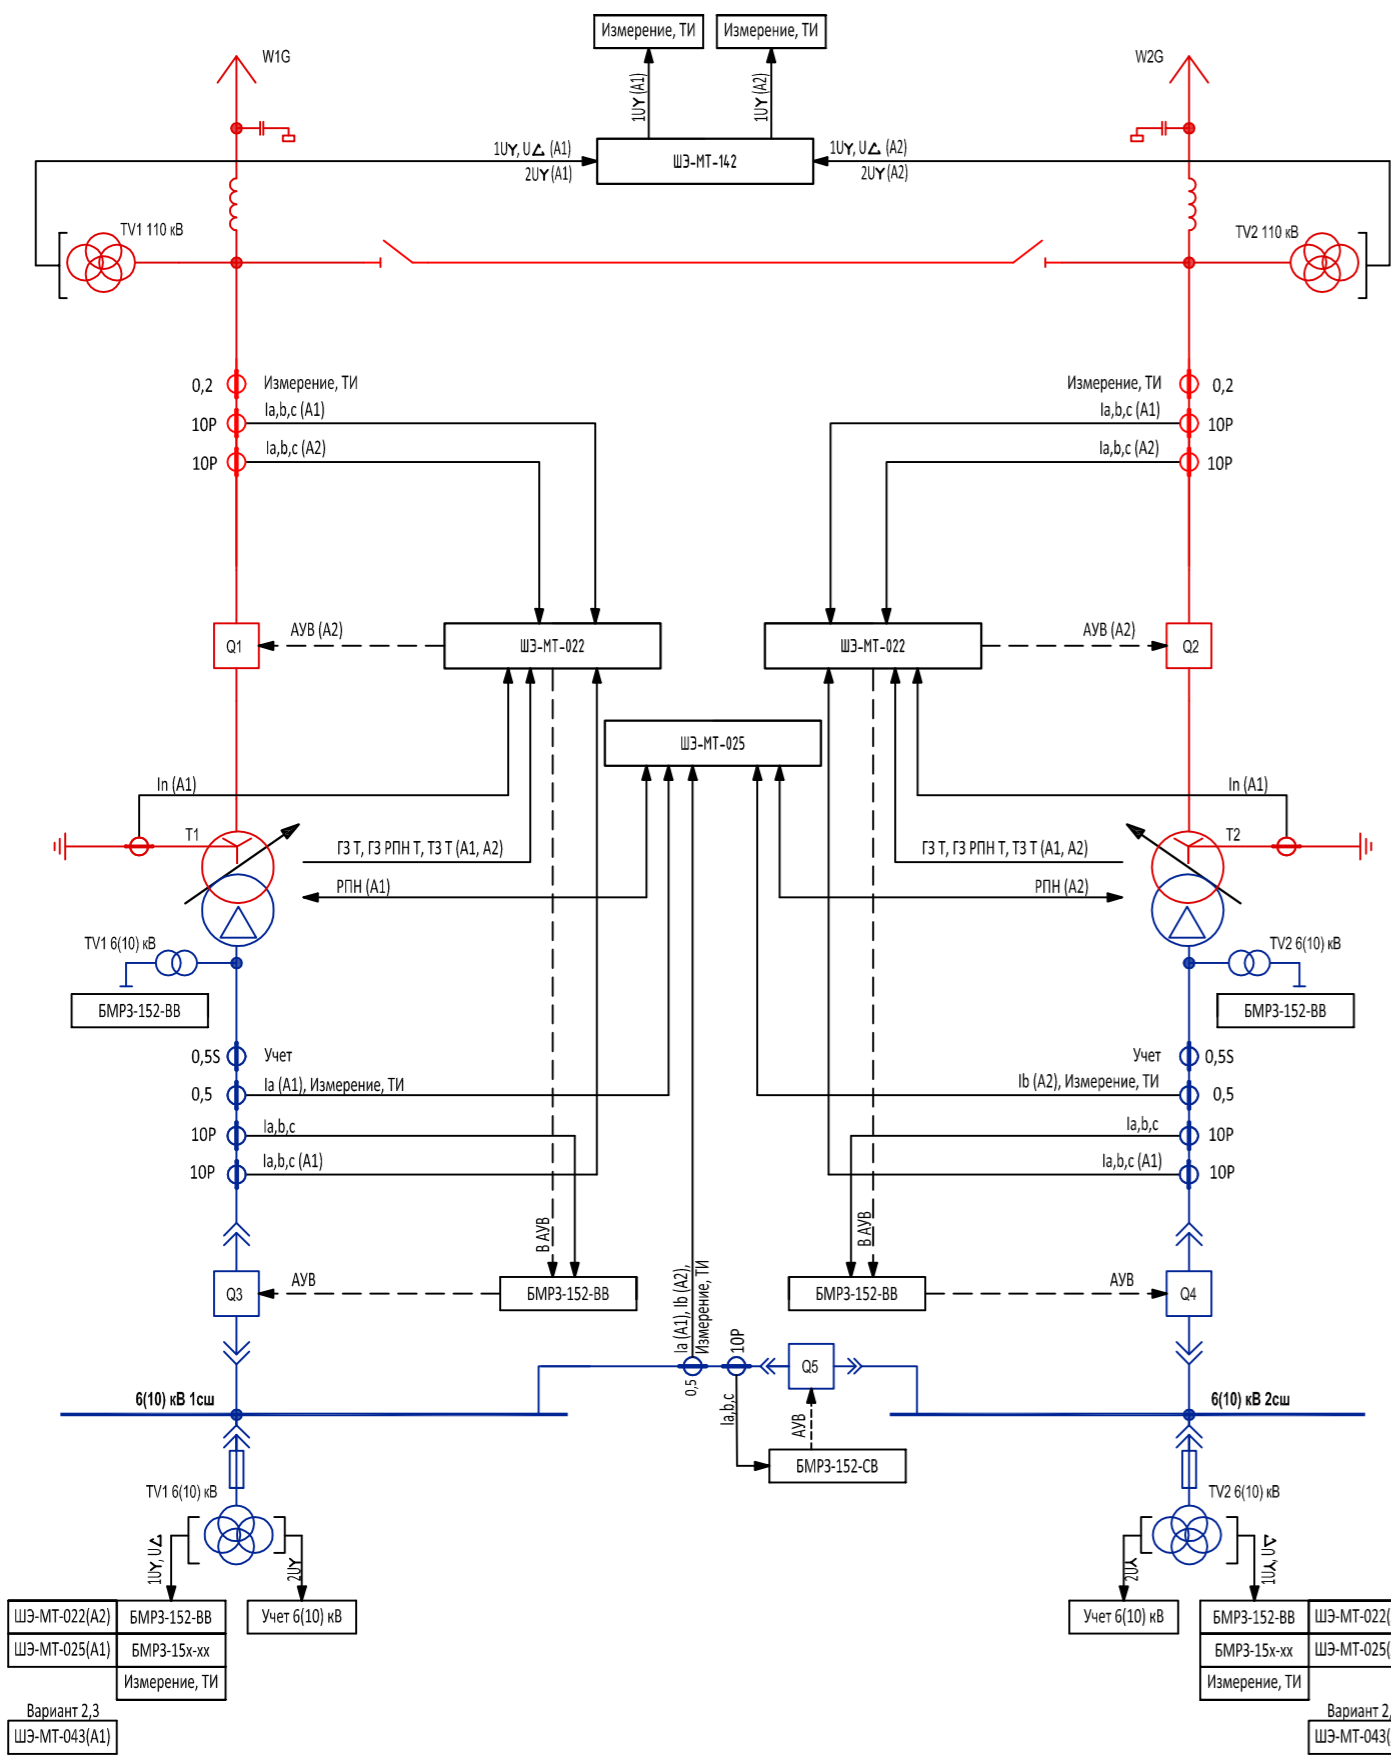 Измерение, ТИ
Измерение, ТИ
W1G
W2G
1UY (A1)
1UY (A2)
1UY, U△ (A1)
2UY (A1)
ШЭ-МТ-142
1UY, U△ (A2)
2UY (A2)
TV1 110 кВ
TV2 110 кВ
0,2
Измерение, ТИ
Измерение, ТИ
0,2
10P
Ia,b,c (A1)
Ia,b,c (A1)
10P
10P
Ia,b,c (A2)
Ia,b,c (A2)
10P
Q1
АУВ (A2)
ШЭ-МТ-022
ШЭ-МТ-022
АУВ (A2)
Q2
ШЭ-МТ-025
In (A1)
In (A1)
T1
T2
ГЗ Т, ГЗ РПН Т, ТЗ Т (A1, A2)
ГЗ Т, ГЗ РПН Т, ТЗ Т (A1, A2)
РПН (A1)
РПН (A2)
TV1 6(10) кВ
TV2 6(10) кВ
БМРЗ-152-ВВ
БМРЗ-152-ВВ
0,5S
Учет
Учет
0,5S
0,5
Ia (A1), Измерение, ТИ
Ib (A2), Измерение, ТИ
0,5
10P
Ia,b,c
Ia,b,c
10P
10P
Ia,b,c (A1)
Ia,b,c (A1)
10P
В АУВ
В АУВ
Q3
АУВ
БМРЗ-152-ВВ
Ia (A1), Ib (A2),
Измерение, ТИ
БМРЗ-152-ВВ
АУВ
Q4
10P
0,5
Q5
6(10) кВ 1сш
6(10) кВ 2сш
Ia,b,c
АУВ
БМРЗ-152-СВ
TV1 6(10) кВ
TV2 6(10) кВ
1UY, U△
2UY
2UY
1UY, U△
ШЭ-МТ-022(A2)
БМРЗ-152-ВВ
Учет 6(10) кВ
Учет 6(10) кВ
БМРЗ-152-ВВ
ШЭ-МТ-022(
ШЭ-МТ-025(A1)
БМРЗ-15х-хх
БМРЗ-15х-хх
ШЭ-МТ-025(
Измерение, ТИ
Измерение, ТИ
Вариант 2,3
Вариант 2,
ШЭ-МТ-043(A1)
ШЭ-МТ-043(